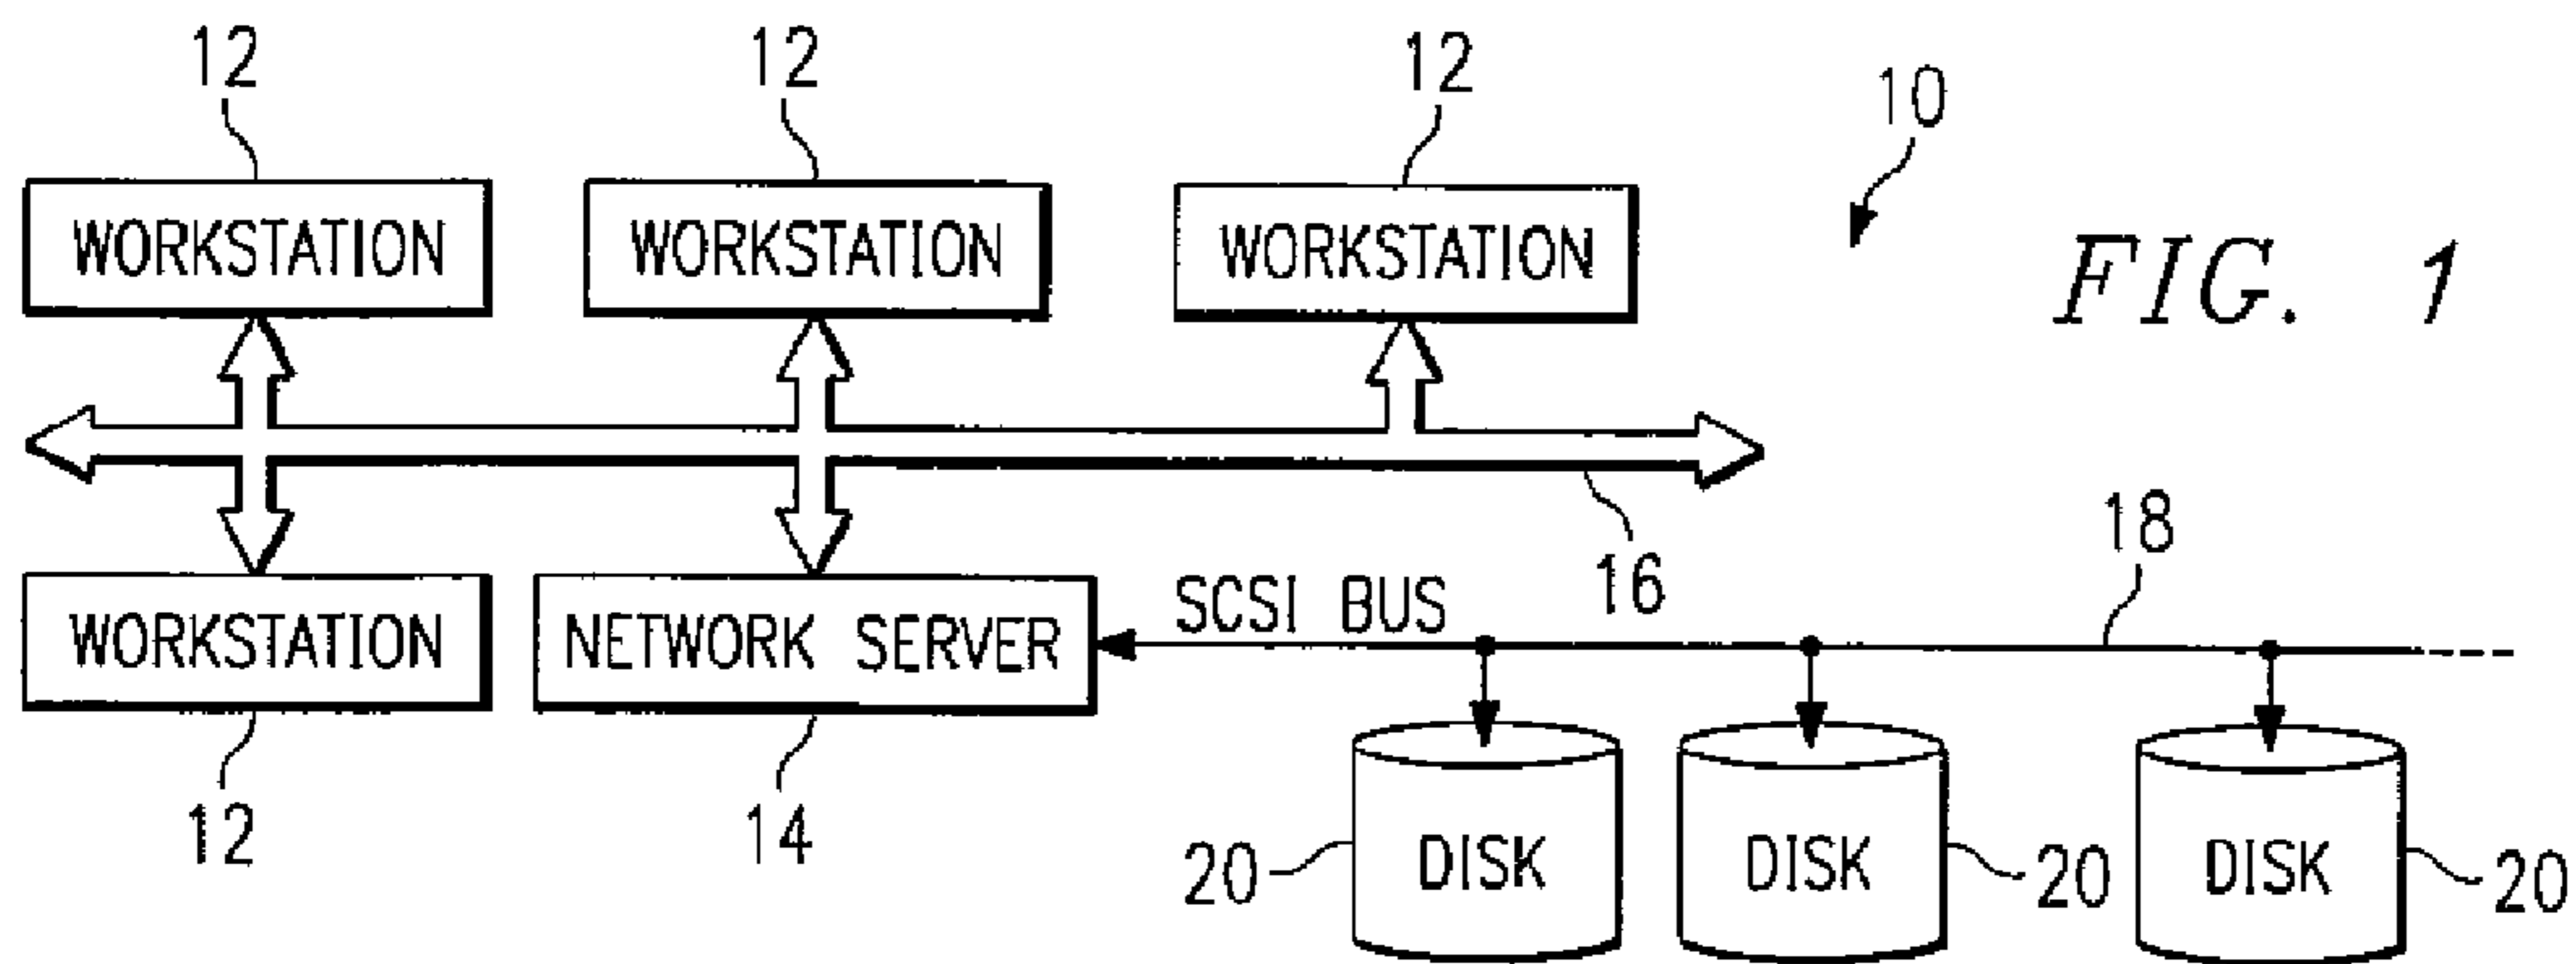 12 12 12 10
WORKSTATION WORKSTATION WORKSTATION
FIG. 1
16 18
WORKSTATION NETWORK SERVER SCSI BUS
12 14
20 DISK DISK 20 DISK 20